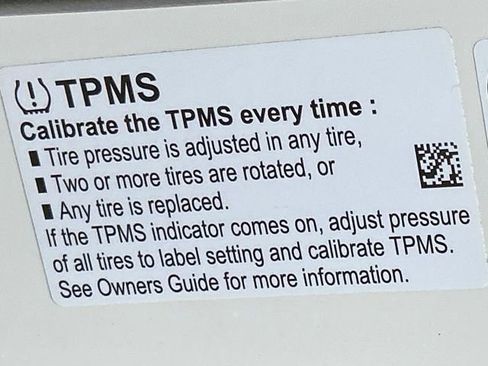 TPMS
Calibrate the TPMS every time :
▮ Tire pressure is adjusted in any tire,
▮ Two or more tires are rotated, or
▮ Any tire is replaced.
If the TPMS indicator comes on, adjust pressure
of all tires to label setting and calibrate TPMS.
See Owners Guide for more information.